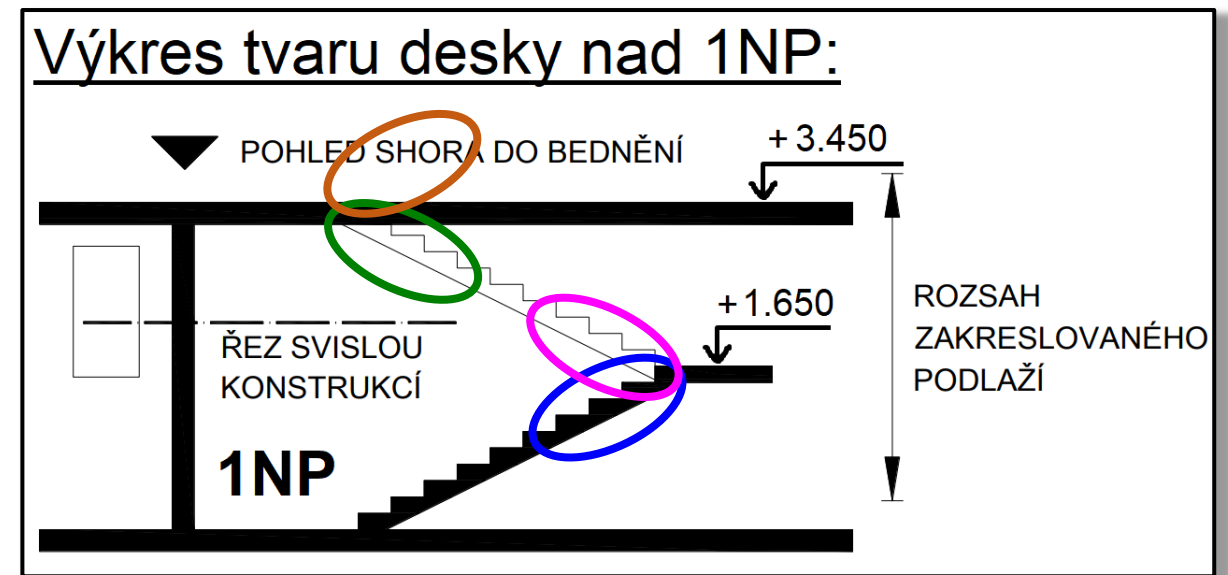 Výkres tvaru desky nad 1NP:
POHLED SHORA DO BEDNĚNÍ
+ 3.450
+1.650
ŘEZ SVISLOU
KONSTRUKCÍ
ROZSAH
ZAKRESLOVANÉHO
PODLAŽÍ
1NP